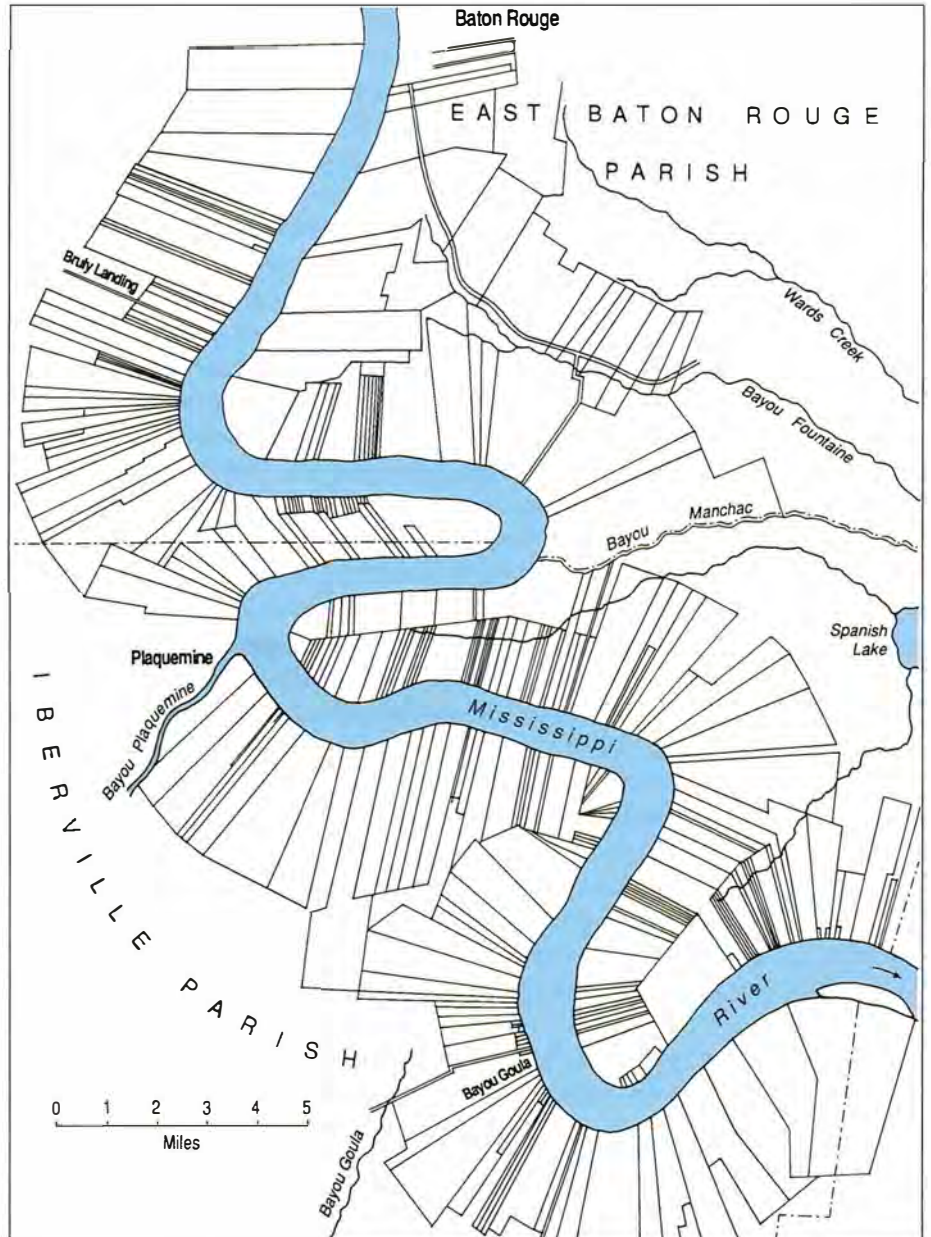 Baton Rouge
EAST BATON ROUGE
PARISH
Bruly Landing
Wards Creek
Bayou Fountaine
Bayou Manchac
Spanish
Lake
Plaquemine
Bayou Plaquemine
Mississippi
River
IBERVILLE PARISH
Bayou Goula
Bayou Goula
0 1 2 3 4 5
Miles